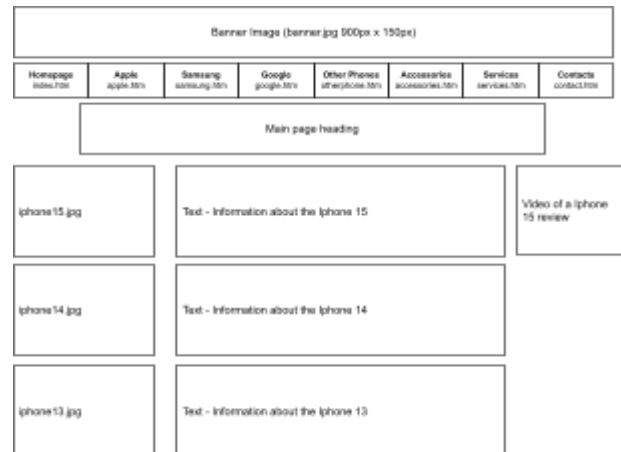 Banner Image (banner.jpg 900px x 150px)
Homepage Apple Samsung Google Other Phones Accessories Services Contacts
index.htm apple.htm samsung.htm google.htm otherphone.htm accessories.htm services.htm contact.htm
Main page heading
iphone15.jpg
Text - Information about the Iphone 15
Video of a Iphone
15 review
iphone14.jpg
Text - Information about the Iphone 14
iphone13.jpg
Text - Information about the Iphone 13